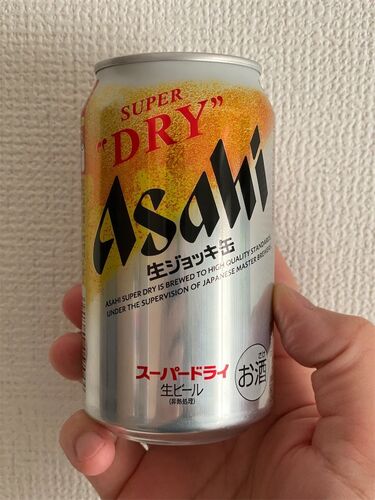 SUPER
"DRY"
Asahi
生ジョッキ缶
ASAHI SUPER DRY IS BREWED TO HIGH QUALITY STANDARDS
UNDER THE SUPERVISION OF JAPANESE MASTER BREWERS
スーパードライ
生ビール
(非熱処理)
さけ
お酒